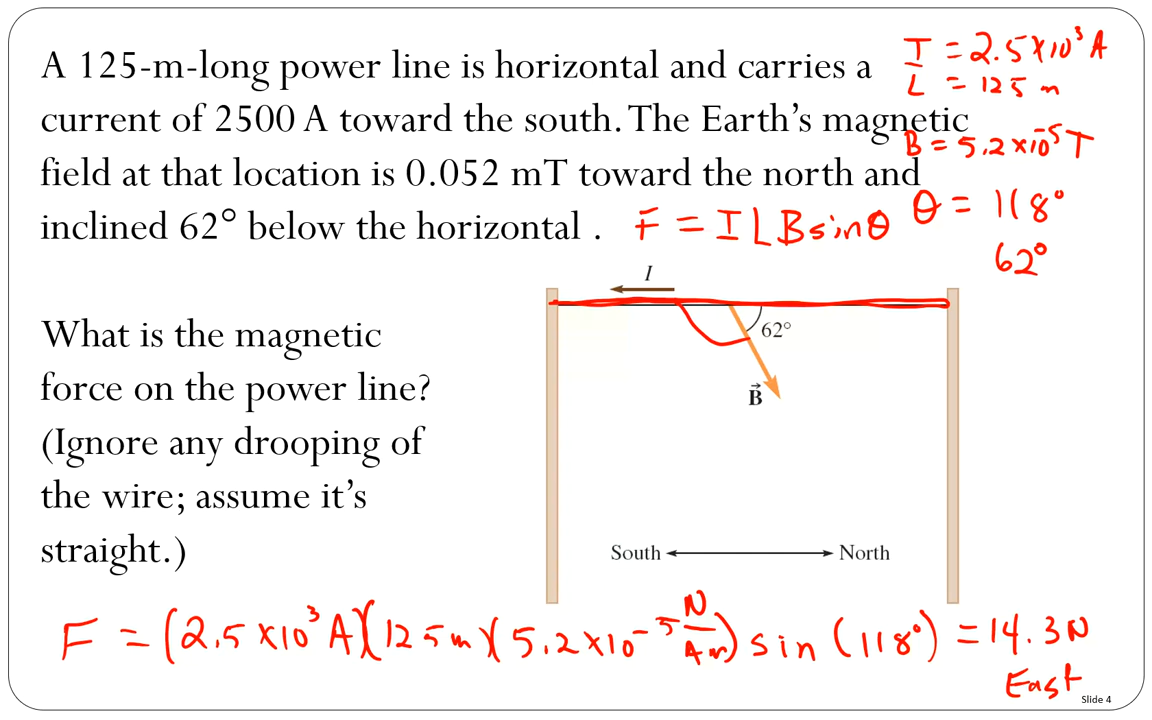 A 125-m-long power line is horizontal and carries a
current of 2500 A toward the south. The Earth's magnetic
field at that location is 0.052 mT toward the north and
inclined 62° below the horizontal .
I = 2.5×10³ A
L = 125 m
B = 5.2×10⁻⁵ T
θ = 118°
62°
F = I L B sin θ
What is the magnetic
force on the power line?
(Ignore any drooping of
the wire; assume it's
straight.)
I
62°
B⃗
South
North
F = (2.5×10³ A)(125 m)(5.2×10⁻⁵ N/Am) sin (118°) = 14.3 N
East
Slide 4